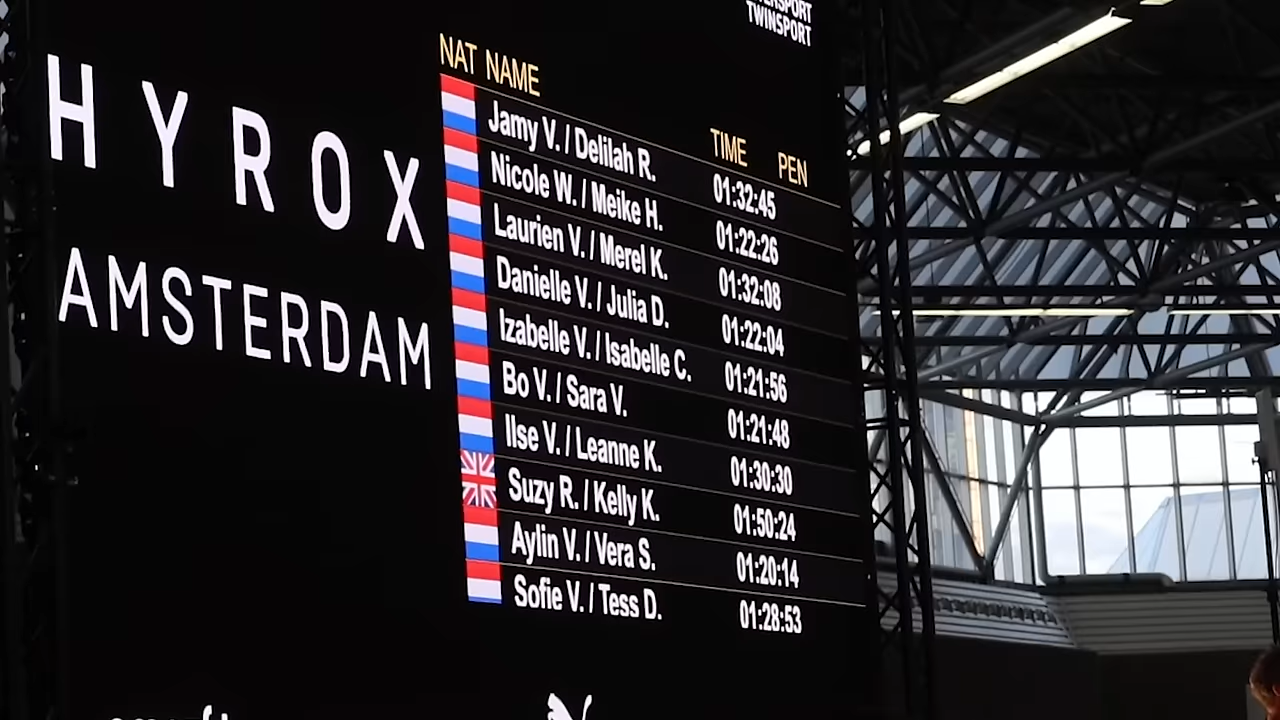 TWINSPORT
HYROX
AMSTERDAM
NAT NAME TIME PEN
Jamy V. / Delilah R. 01:32:45
Nicole W. / Meike H. 01:22:26
Laurien V. / Merel K. 01:32:08
Danielle V. / Julia D. 01:22:04
Izabelle V. / Isabelle C. 01:21:56
Bo V. / Sara V. 01:21:48
Ilse V. / Leanne K. 01:30:30
Suzy R. / Kelly K. 01:50:24
Aylin V. / Vera S. 01:20:14
Sofie V. / Tess D. 01:28:53